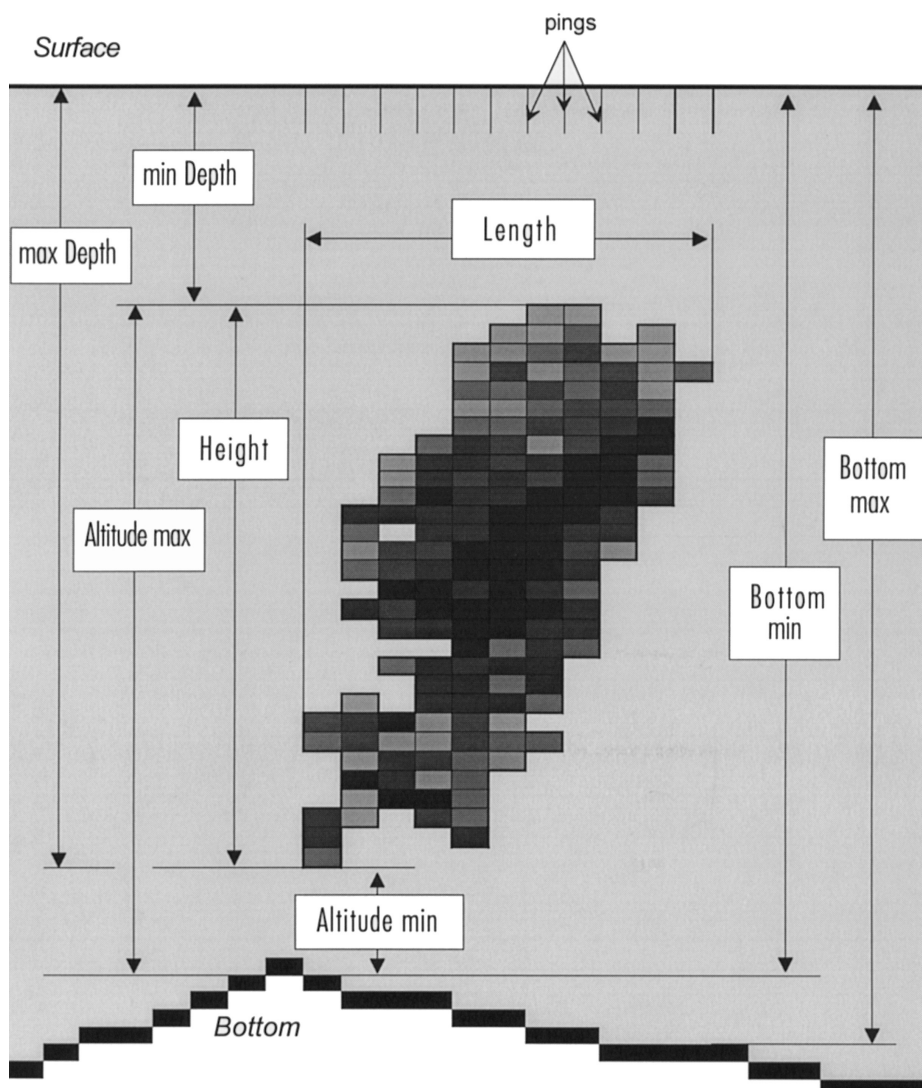 pings
Surface
min Depth
max Depth
Length
Height
Altitude max
Bottom
max
Bottom
min
Altitude min
Bottom